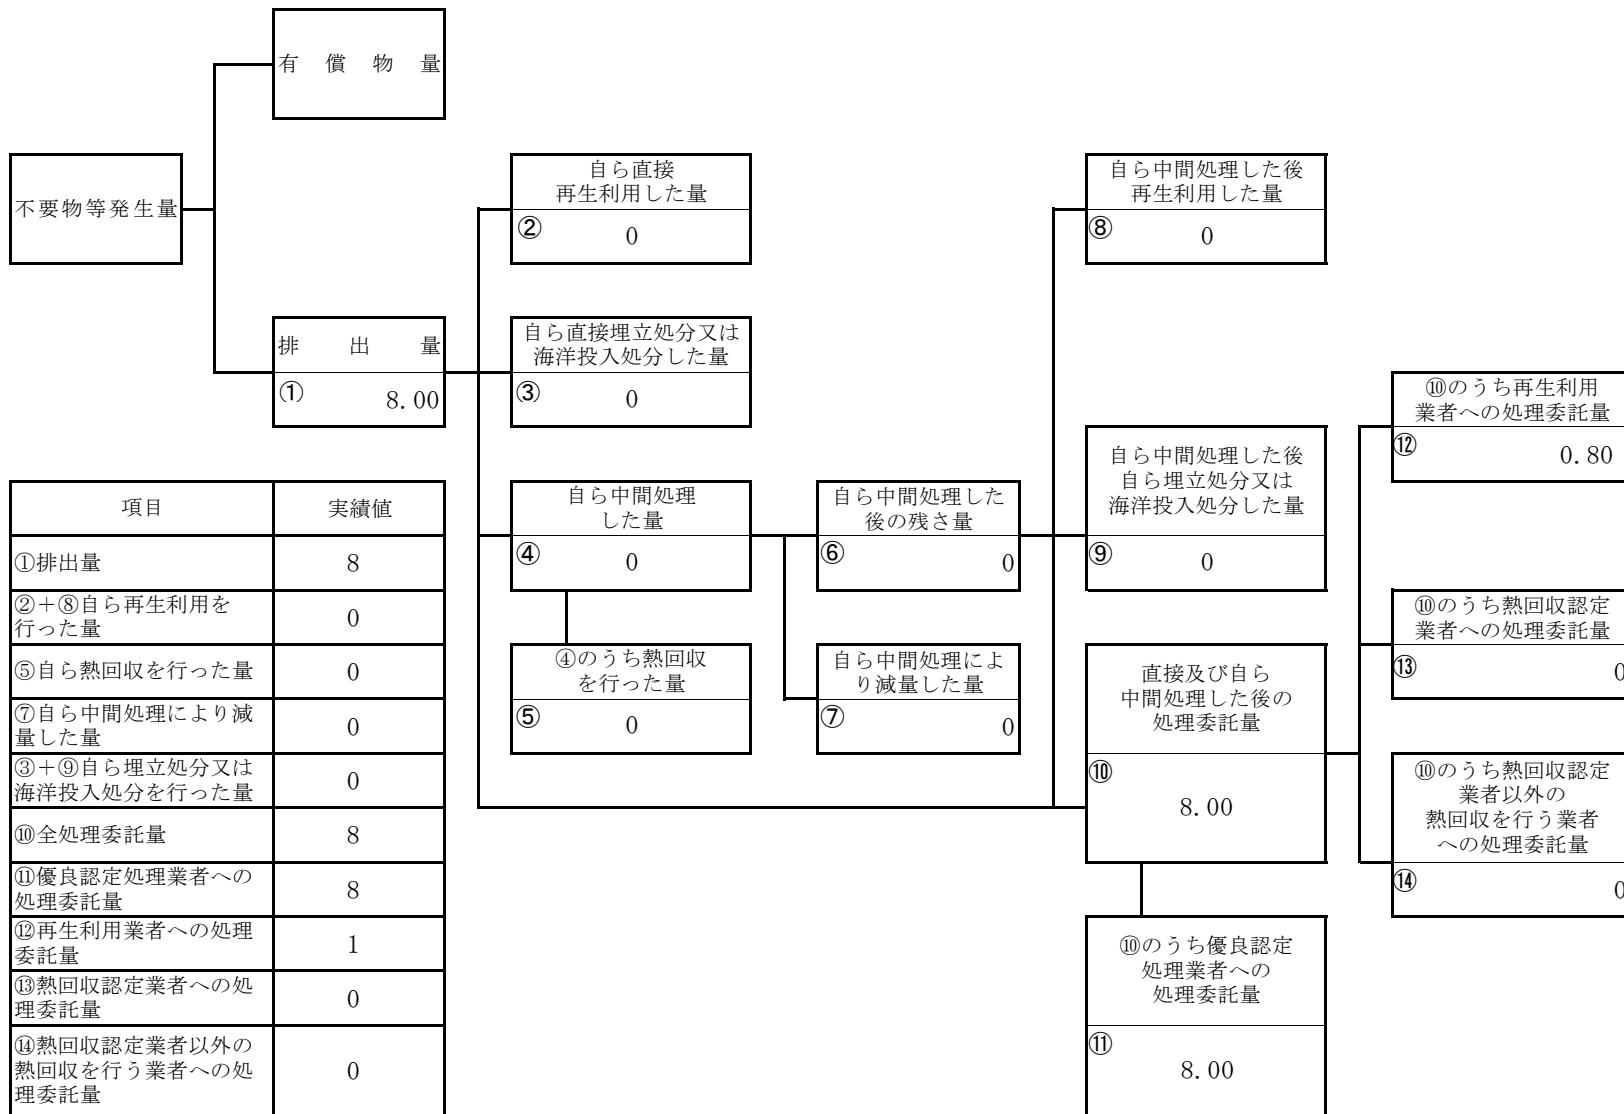 有償物量
不要物等発生量
自ら直接
再生利用した量
② 0
自ら中間処理した後
再生利用した量
⑧ 0
排出量
① 8.00
自ら直接埋立処分又は
海洋投入処分した量
③ 0
⑩のうち再生利用
業者への処理委託量
⑫ 0.80
自ら中間処理
した量
④ 0
自ら中間処理した
後の残さ量
⑥ 0
自ら中間処理した後
自ら埋立処分又は
海洋投入処分した量
⑨ 0
⑩のうち熱回収認定
業者への処理委託量
⑬ 0
④のうち熱回収
を行った量
⑤ 0
自ら中間処理によ
り減量した量
⑦ 0
直接及び自ら
中間処理した後の
処理委託量
⑩
8.00
⑩のうち熱回収認定
業者以外の
熱回収を行う業者
への処理委託量
⑭ 0
⑩のうち優良認定
処理業者への
処理委託量
⑪
8.00
項目 実績値
①排出量 8
②+⑧自ら再生利用を
行った量 0
⑤自ら熱回収を行った量 0
⑦自ら中間処理により減
量した量 0
③+⑨自ら埋立処分又は
海洋投入処分を行った量 0
⑩全処理委託量 8
⑪優良認定処理業者への
処理委託量 8
⑫再生利用業者への処理
委託量 1
⑬熱回収認定業者への処
理委託量 0
⑭熱回収認定業者以外の
熱回収を行う業者への処
理委託量 0